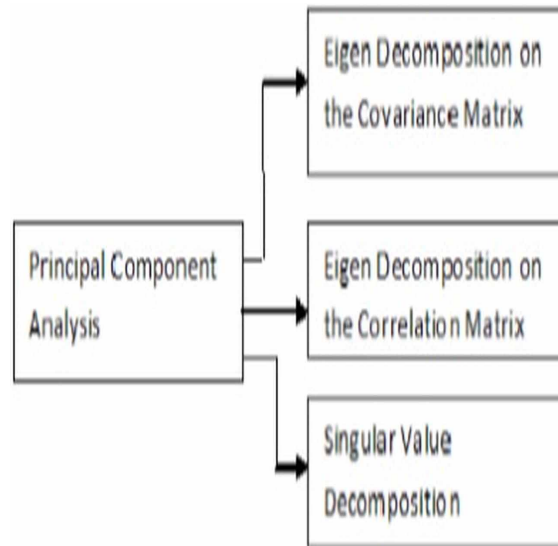 Eigen Decomposition on
the Covariance Matrix
Principal Component
Analysis
Eigen Decomposition on
the Correlation Matrix
Singular Value
Decomposition